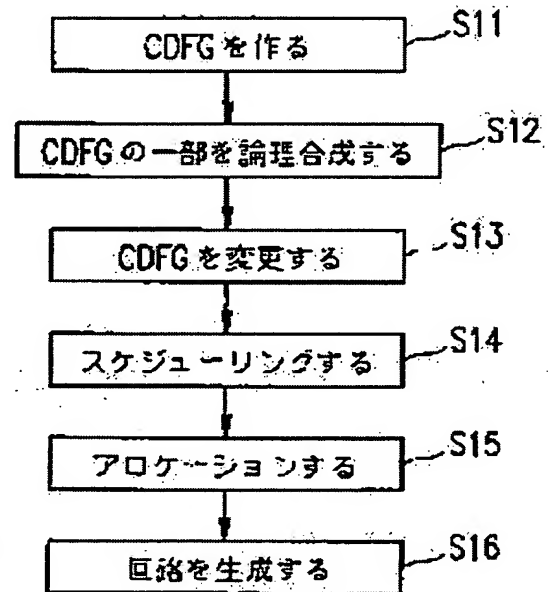 S11
CDFGを作る
S12
CDFGの一部を論理合成する
S13
CDFGを変更する
S14
スケジューリングする
S15
アロケーションする
S16
回路を生成する